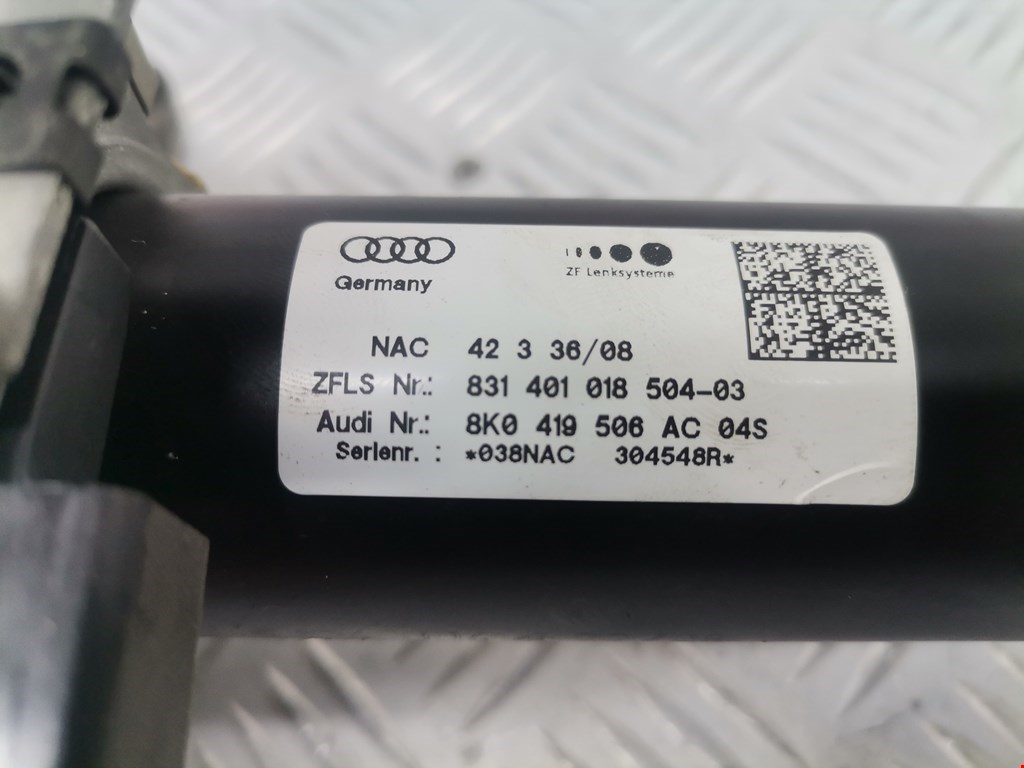 Germany
ZF Lenksysteme
NAC 42 3 36/08
ZFLS Nr.: 831 401 018 504-03
Audi Nr.: 8K0 419 506 AC 04S
Serienr. : *038NAC 304548R*